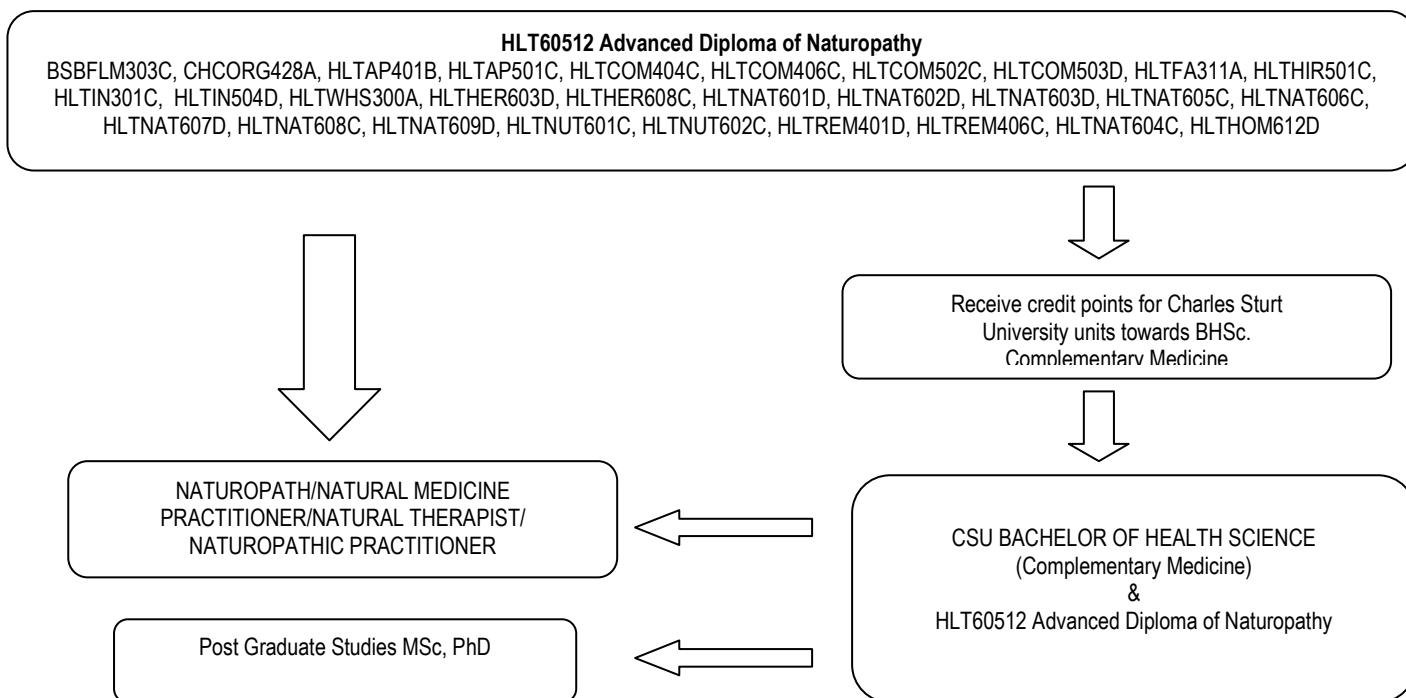 HLT60512 Advanced Diploma of Naturopathy
BSBFLM303C, CHCORG428A, HLTAP401B, HLTAP501C, HLTCOM404C, HLTCOM406C, HLTCOM502C, HLTCOM503D, HLTFA311A, HLTHIR501C,
HLTIN301C, HLTIN504D, HLTWHS300A, HLTHER603D, HLTHER608C, HLTNAT601D, HLTNAT602D, HLTNAT603D, HLTNAT605C, HLTNAT606C,
HLTNAT607D, HLTNAT608C, HLTNAT609D, HLTNUT601C, HLTNUT602C, HLTREM401D, HLTREM406C, HLTNAT604C, HLTHOM612D
Receive credit points for Charles Sturt
University units towards BHSc.
Complementary Medicine
NATUROPATH/NATURAL MEDICINE
PRACTITIONER/NATURAL THERAPIST/
NATUROPATHIC PRACTITIONER
CSU BACHELOR OF HEALTH SCIENCE
(Complementary Medicine)
&
HLT60512 Advanced Diploma of Naturopathy
Post Graduate Studies MSc, PhD